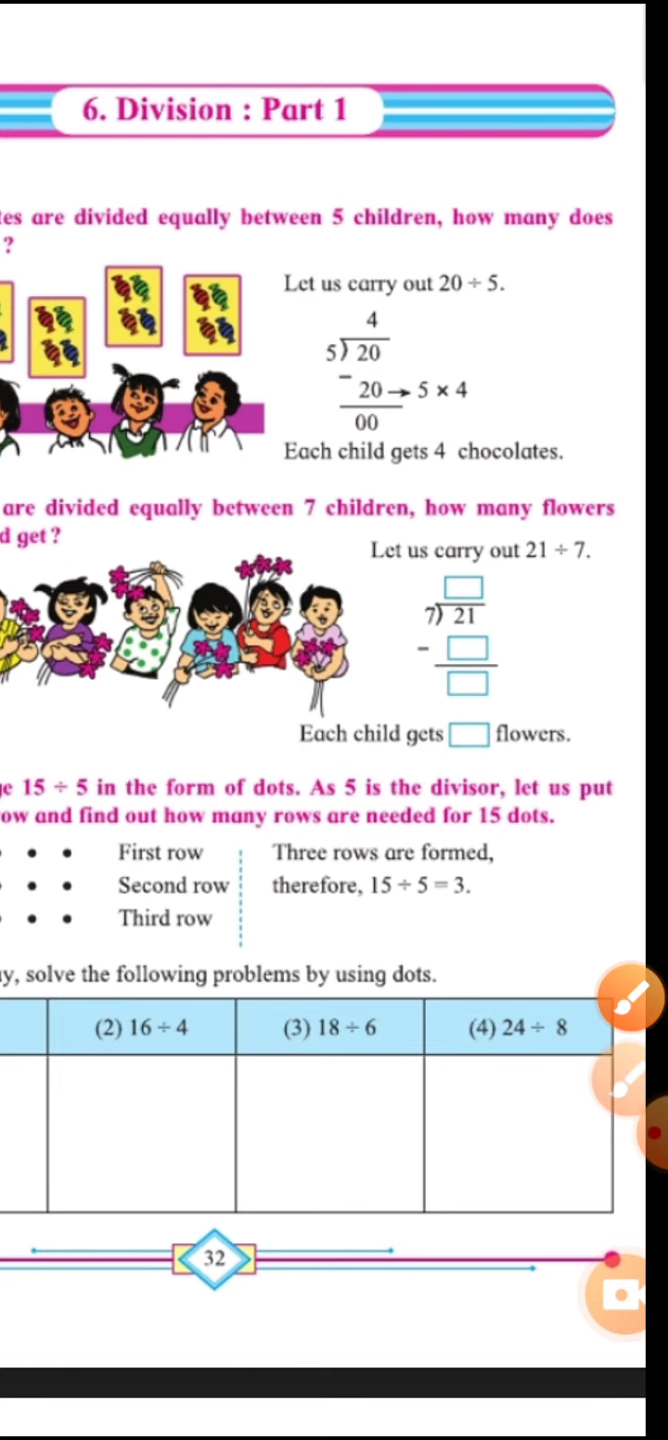 6. Division : Part 1
tes are divided equally between 5 children, how many does
?
Let us carry out 20 ÷ 5.
4
5) 20
- 20 → 5 × 4
00
Each child gets 4 chocolates.
are divided equally between 7 children, how many flowers
d get ?
Let us carry out 21 ÷ 7.
7) 21
-
Each child gets flowers.
ge 15 ÷ 5 in the form of dots. As 5 is the divisor, let us put
ow and find out how many rows are needed for 15 dots.
First row
Second row
Third row
Three rows are formed,
therefore, 15 ÷ 5 = 3.
ay, solve the following problems by using dots.
(2) 16 ÷ 4
(3) 18 ÷ 6
(4) 24 ÷ 8
32